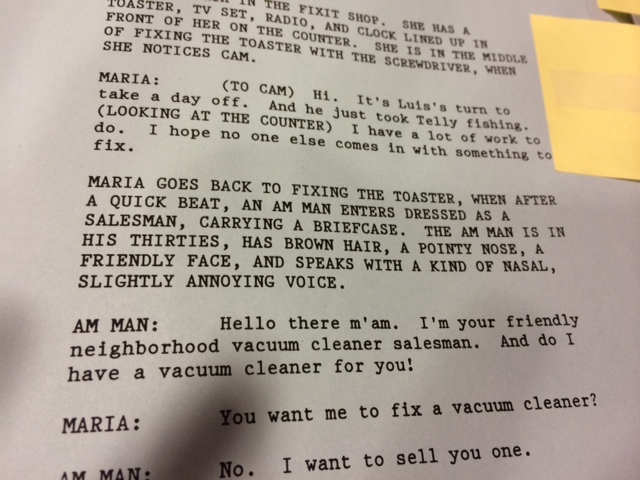 IN THE FIXIT SHOP. SHE HAS A
TOASTER, TV SET, RADIO, AND CLOCK LINED UP IN
FRONT OF HER ON THE COUNTER. SHE IS IN THE MIDDLE
OF FIXING THE TOASTER WITH THE SCREWDRIVER, WHEN
SHE NOTICES CAM.
MARIA: (TO CAM) Hi. It's Luis's turn to
take a day off. And he just took Telly fishing.
(LOOKING AT THE COUNTER) I have a lot of work to
do. I hope no one else comes in with something to
fix.
MARIA GOES BACK TO FIXING THE TOASTER, WHEN AFTER
A QUICK BEAT, AN AM MAN ENTERS DRESSED AS A
SALESMAN, CARRYING A BRIEFCASE. THE AM MAN IS IN
HIS THIRTIES, HAS BROWN HAIR, A POINTY NOSE, A
FRIENDLY FACE, AND SPEAKS WITH A KIND OF NASAL,
SLIGHTLY ANNOYING VOICE.
AM MAN: Hello there m'am. I'm your friendly
neighborhood vacuum cleaner salesman. And do I
have a vacuum cleaner for you!
MARIA: You want me to fix a vacuum cleaner?
AM MAN: No. I want to sell you one.